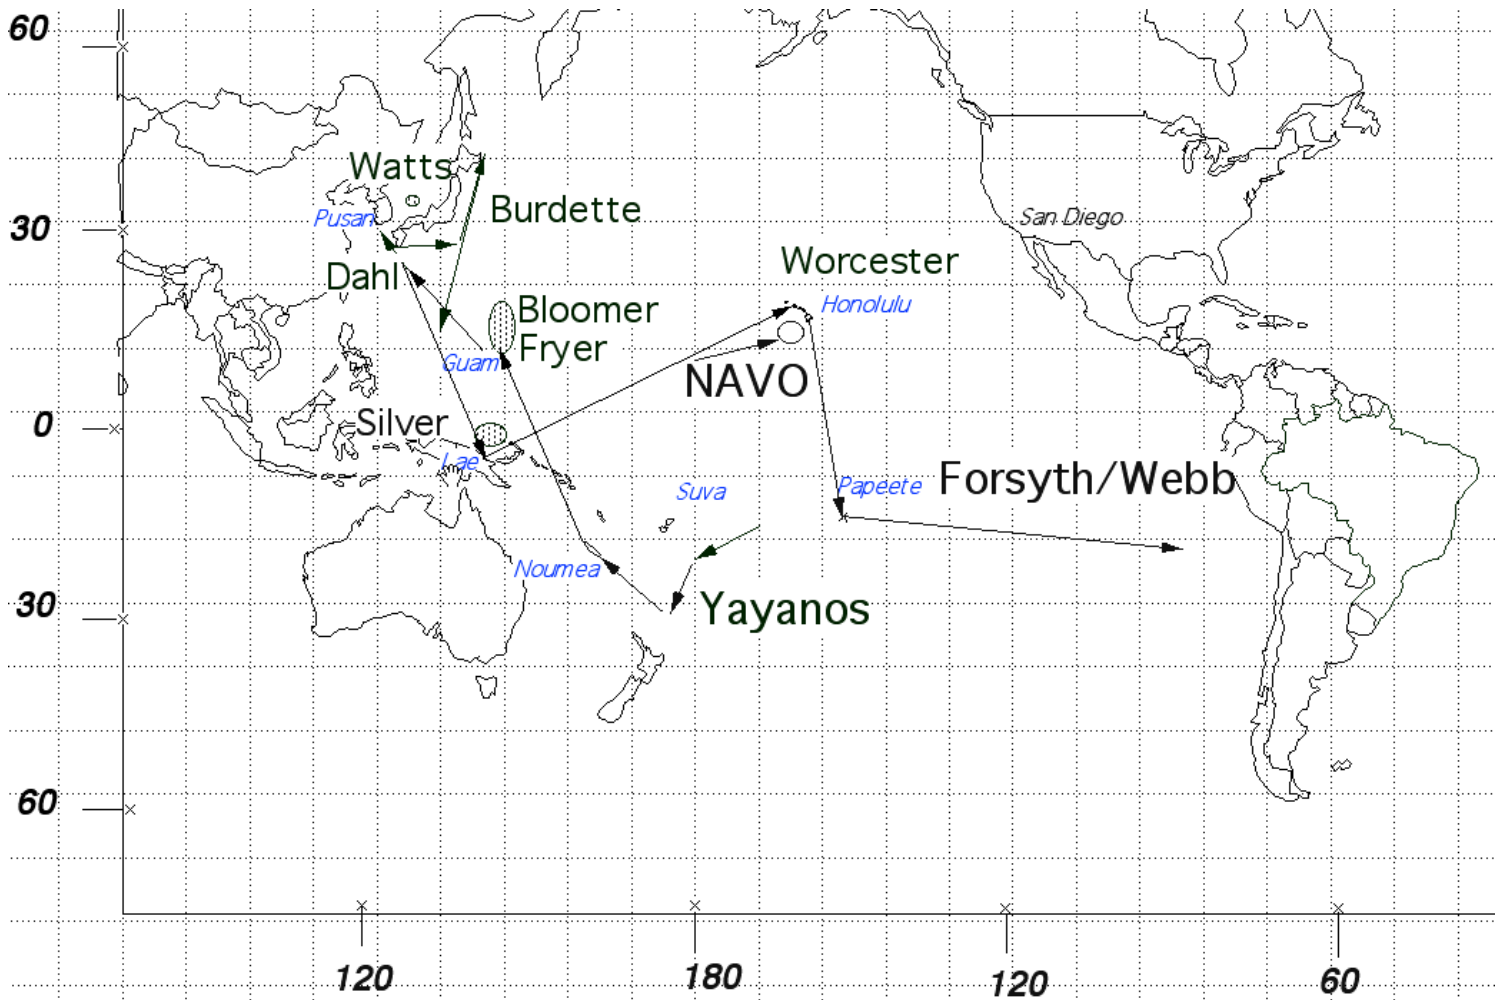 60
Watts
Pusan
Burdette
San Diego
30
Dahl
Worcester
Honolulu
Bloomer
Fryer
Guam
NAVO
0
Silver
Lae
Suva
Papeete
Forsyth/Webb
Noumea
30
Yayanos
60
120
180
120
60